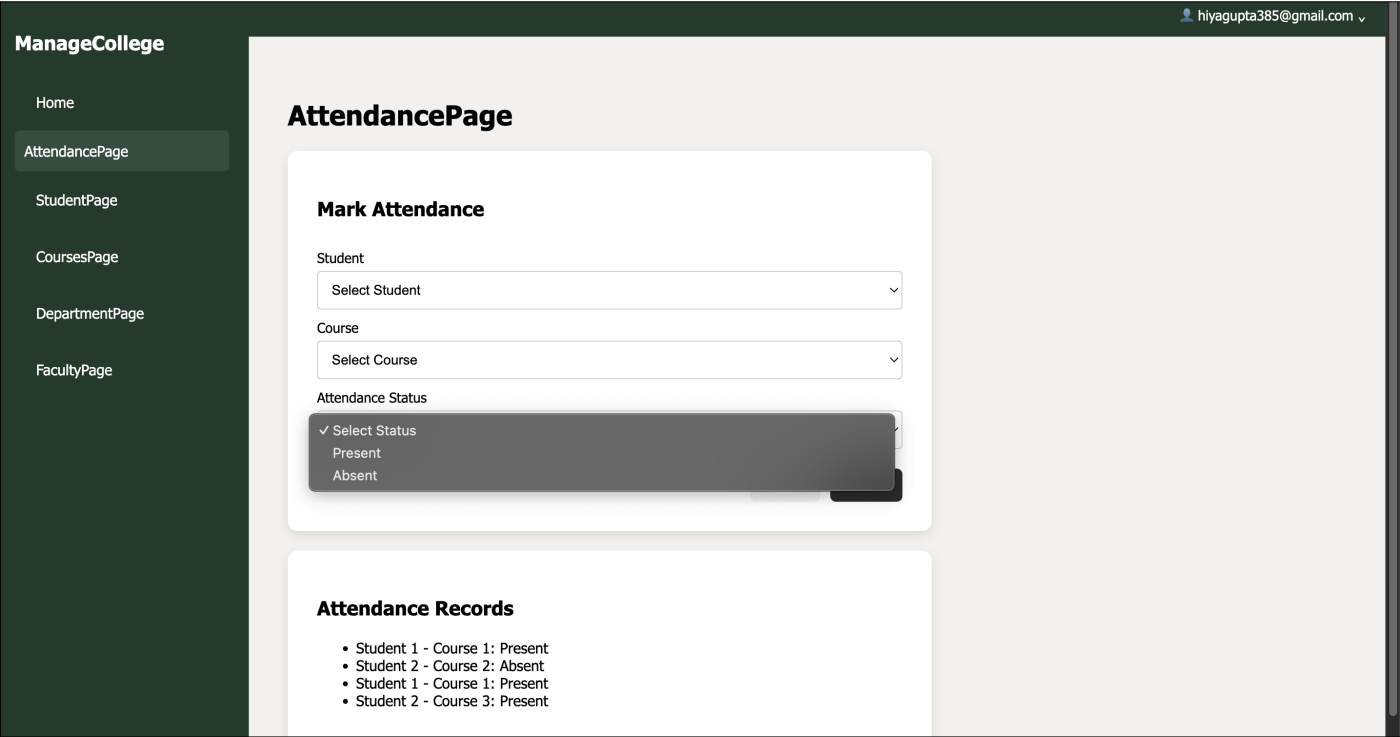 hiyagupta385@gmail.com
ManageCollege
Home
AttendancePage
StudentPage
CoursesPage
DepartmentPage
FacultyPage
AttendancePage
Mark Attendance
Student
Select Student
Course
Select Course
Attendance Status
✓ Select Status
Present
Absent
Attendance Records
• Student 1 - Course 1: Present
• Student 2 - Course 2: Absent
• Student 1 - Course 1: Present
• Student 2 - Course 3: Present